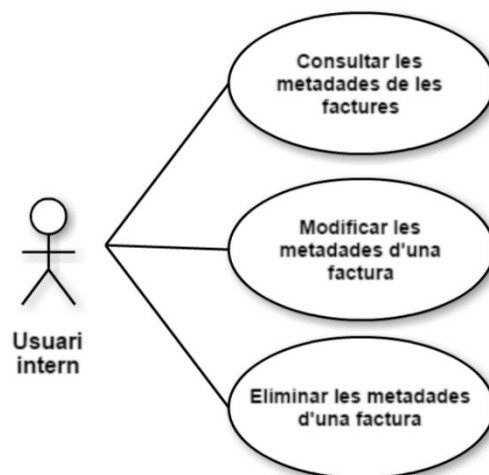 Consultar les
metadades de les
factures
Modificar les
metadades d'una
factura
Usuari
intern
Eliminar les metadades
d'una factura